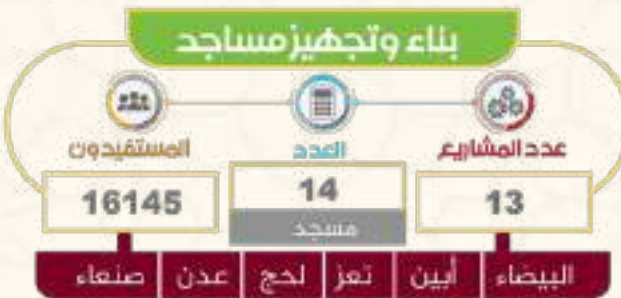 بناء وتجهيز مساجد
عدد المشاريع العدد المستفيدون
13 14 16145
مسجد
البيضاء أبين تعز لحج عدن صنعاء